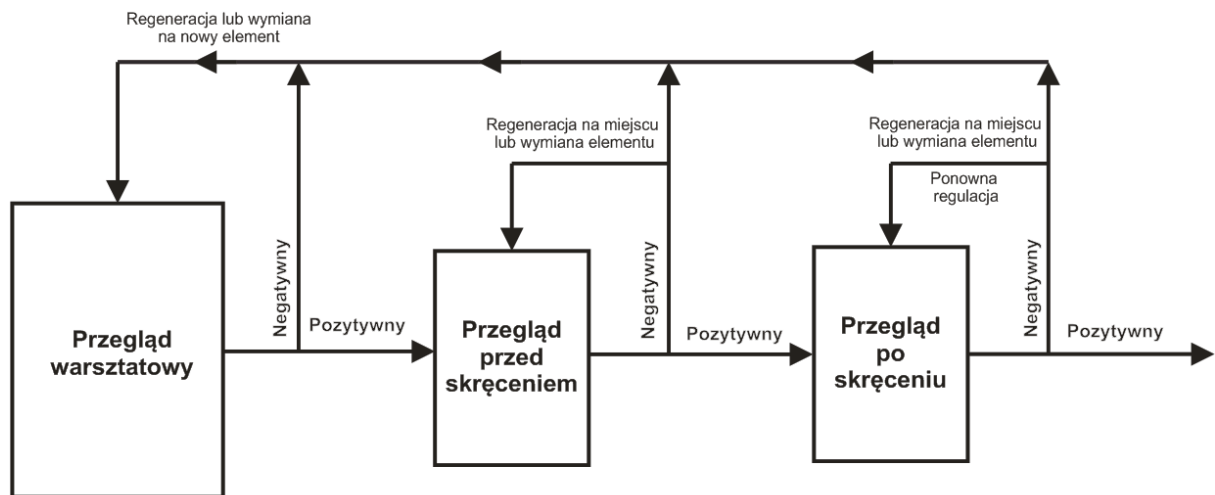 Regeneracja lub wymiana
na nowy element
Regeneracja na miejscu
lub wymiana elementu
Regeneracja na miejscu
lub wymiana elementu
Ponowna
regulacja
Przegląd
warsztatowy
Negatywny
Pozytywny
Przegląd
przed
skręceniem
Negatywny
Pozytywny
Przegląd
po
skręceniu
Negatywny
Pozytywny